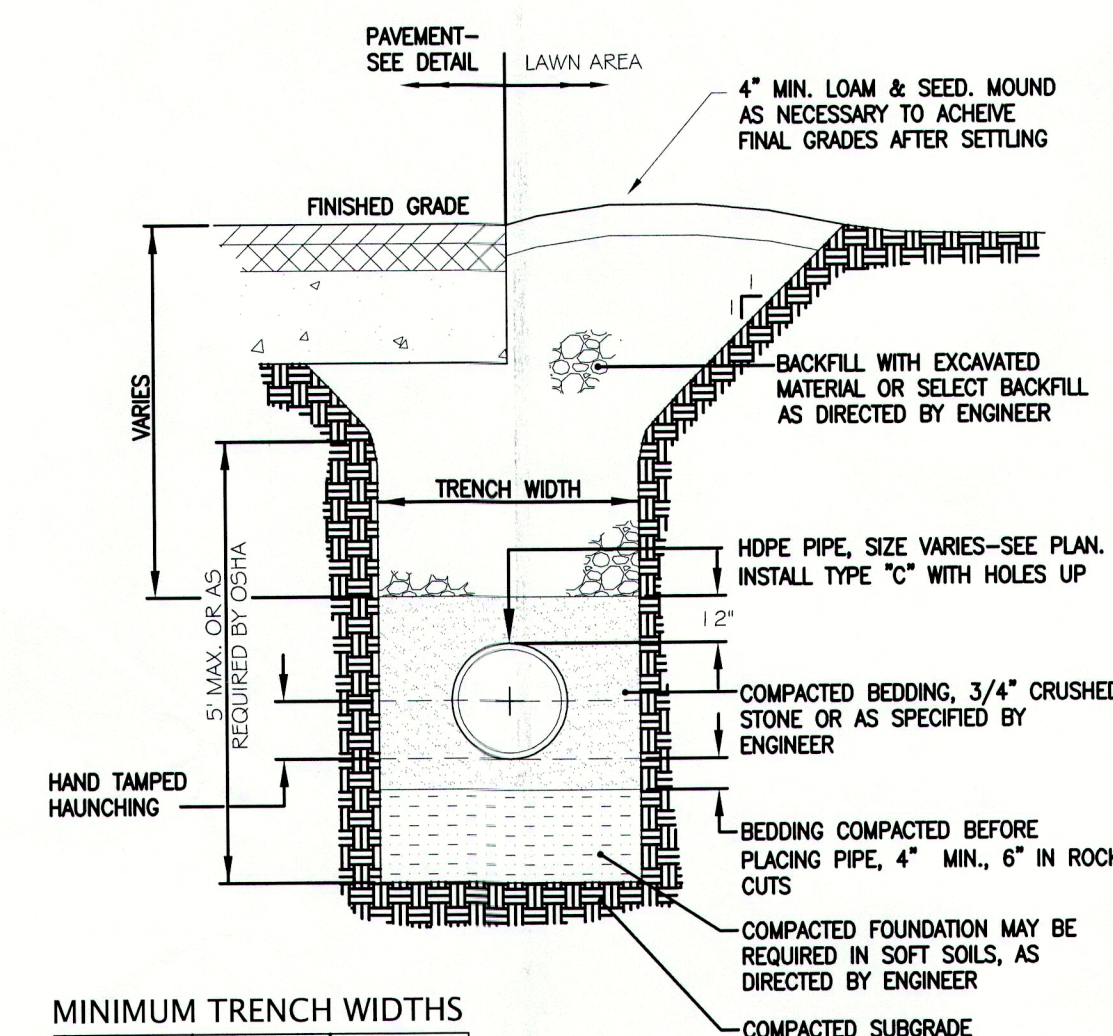 PAVEMENT-
SEE DETAIL
LAWN AREA
4" MIN. LOAM & SEED. MOUND
AS NECESSARY TO ACHEIVE
FINAL GRADES AFTER SETTLING
FINISHED GRADE
1
1
BACKFILL WITH EXCAVATED
MATERIAL OR SELECT BACKFILL
AS DIRECTED BY ENGINEER
VARIES
TRENCH WIDTH
HDPE PIPE, SIZE VARIES-SEE PLAN.
INSTALL TYPE "C" WITH HOLES UP
12"
5' MAX. OR AS
REQUIRED BY OSHA
COMPACTED BEDDING, 3/4" CRUSHED
STONE OR AS SPECIFIED BY
ENGINEER
HAND TAMPED
HAUNCHING
BEDDING COMPACTED BEFORE
PLACING PIPE, 4" MIN., 6" IN ROCK
CUTS
COMPACTED FOUNDATION MAY BE
REQUIRED IN SOFT SOILS, AS
DIRECTED BY ENGINEER
MINIMUM TRENCH WIDTHS
COMPACTED SUBGRADE